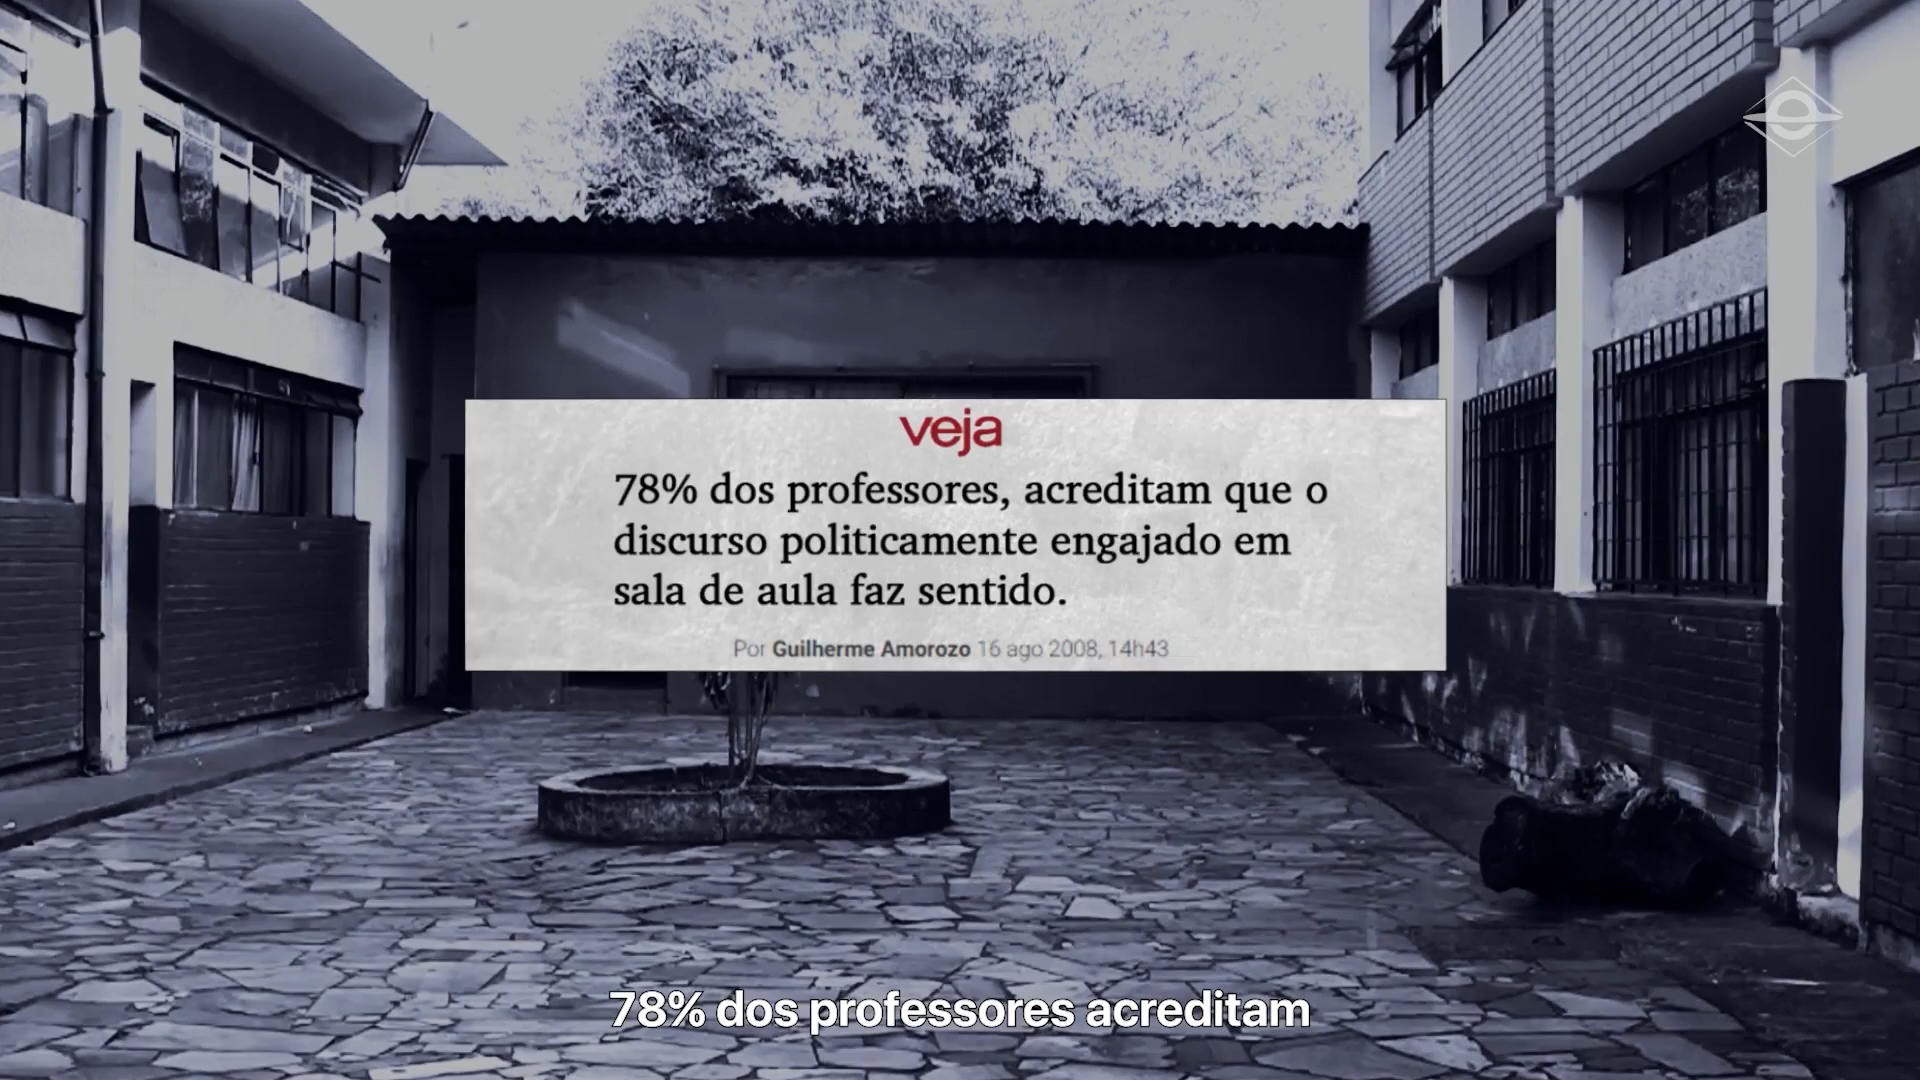 veja
78% dos professores, acreditam que o
discurso politicamente engajado em
sala de aula faz sentido.
Por Guilherme Amorozo 16 ago 2008, 14h43
78% dos professores acreditam